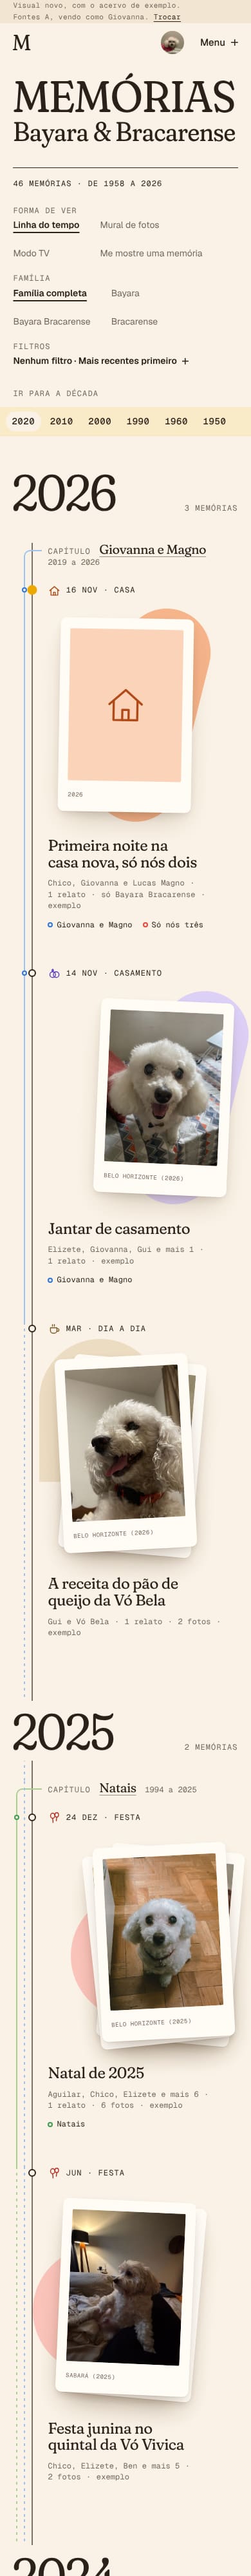 Visual novo, com o acervo de exemplo.
Fontes A, vendo como Giovanna. Trocar
M
Menu +
MEMÓRIAS
Bayara & Bracarense
46 MEMÓRIAS · DE 1958 A 2026
FORMA DE VER
Linha do tempo Mural de fotos
Modo TV Me mostre uma memória
FAMÍLIA
Família completa Bayara
Bayara Bracarense Bracarense
FILTROS
Nenhum filtro · Mais recentes primeiro +
IR PARA A DÉCADA
2020 2010 2000 1990 1960 1950
2026
3 MEMÓRIAS
CAPÍTULO Giovanna e Magno
2026 a 2026
16 NOV · CASA
2026
Primeira noite na
casa nova, só nós dois
Chico, Giovanna e Lucas Magno ·
1 relato · só Bayara Bracarense ·
exemplo
Giovanna e Magno Só nós três
14 NOV · CASAMENTO
BELO HORIZONTE (2026)
Jantar de casamento
Elizete, Giovanna, Gui e mais 1 ·
1 relato · exemplo
Giovanna e Magno
MAR · DIA A DIA
BELO HORIZONTE (2026)
A receita do pão de
queijo da Vó Bela
Gui e Vó Bela · 1 relato · 2 fotos ·
exemplo
2025
2 MEMÓRIAS
CAPÍTULO Natais 1994 a 2025
24 DEZ · FESTA
BELO HORIZONTE (2025)
Natal de 2025
Aguilar, Chico, Elizete e mais 6 ·
1 relato · 6 fotos · exemplo
Natais
JUN · FESTA
SABARÁ (2025)
Festa junina no
quintal da Vó Vivica
Chico, Elizete, Ben e mais 5 ·
2 fotos · exemplo
2024